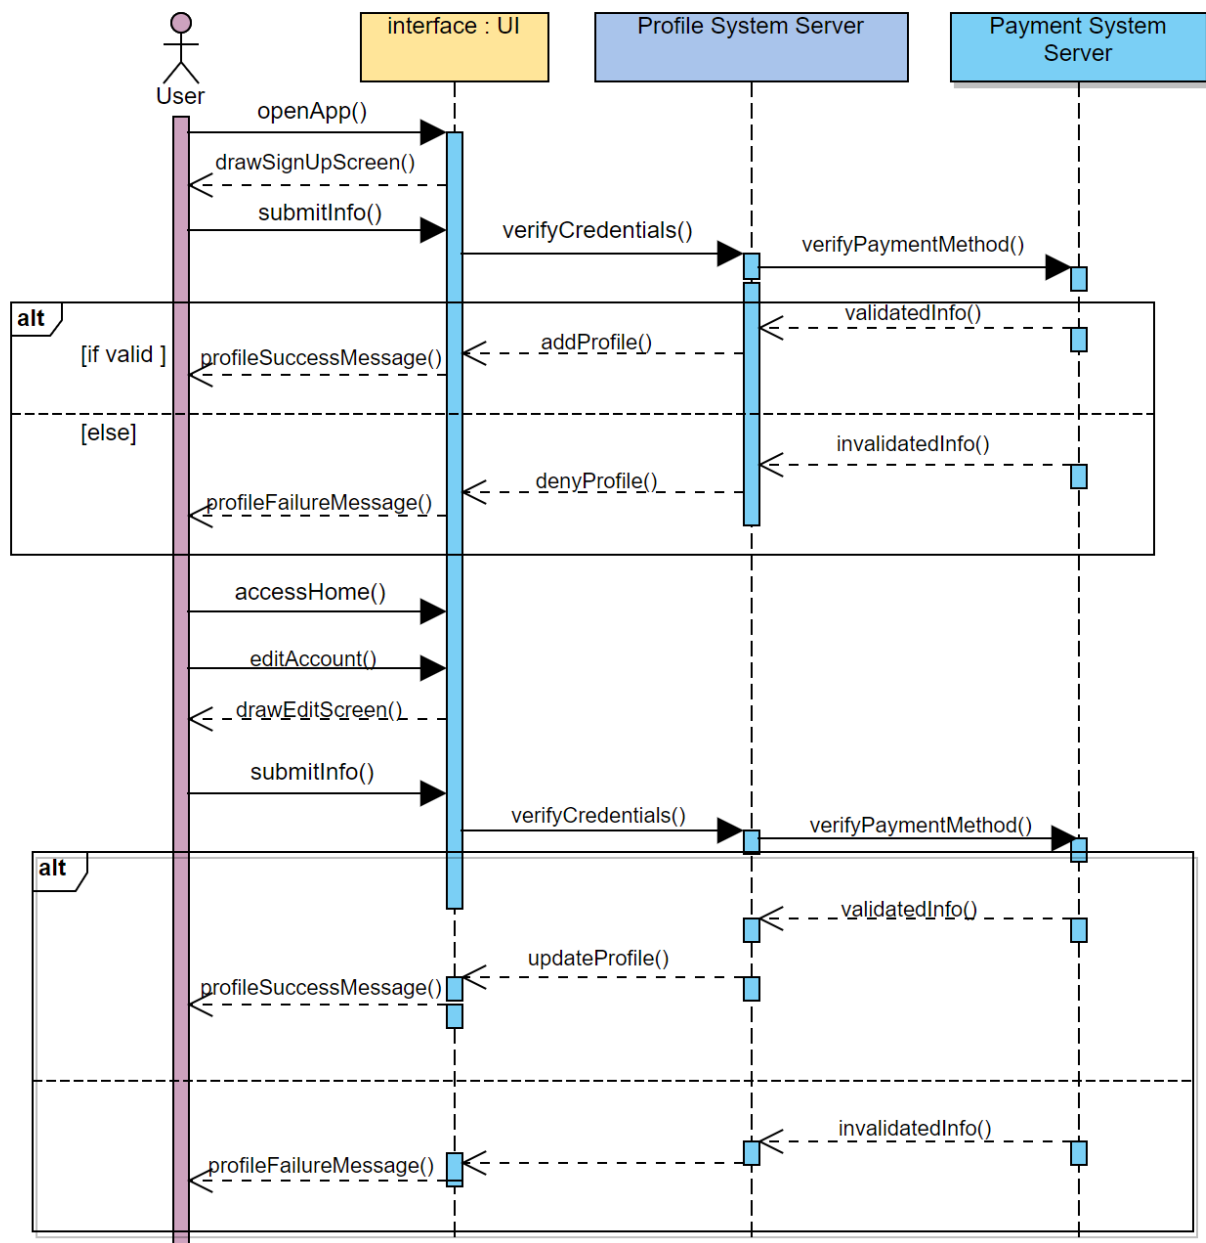 interface : UI
Profile System Server
Payment System
Server
User
openApp()
drawSignUpScreen()
submitInfo()
verifyCredentials()
verifyPaymentMethod()
alt
validatedInfo()
addProfile()
[if valid ]
profileSuccessMessage()
[else]
invalidatedInfo()
denyProfile()
profileFailureMessage()
accessHome()
editAccount()
drawEditScreen()
submitInfo()
verifyCredentials()
verifyPaymentMethod()
alt
validatedInfo()
updateProfile()
profileSuccessMessage()
invalidatedInfo()
profileFailureMessage()